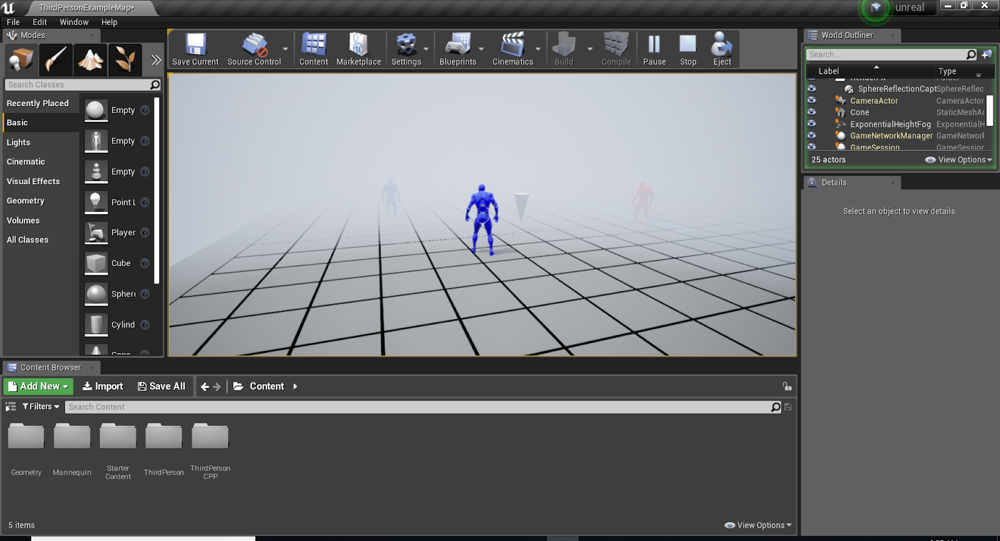 ThirdPersonExampleMap*
unreal
File Edit Window Help
Modes
Search Classes
Recently Placed
Basic
Lights
Cinematic
Visual Effects
Geometry
Volumes
All Classes
Empty
Empty
Empty
Point L
Player
Cube
Sphere
Cylind
Cone
Save Current Source Control Content Marketplace Settings Blueprints Cinematics Build Compile Pause Stop Eject
World Outliner
Search...
Label Type
RenderFX Folder
SphereReflectionCapt SphereReflec
CameraActor CameraActor
Cone StaticMeshAc
ExponentialHeightFog ExponentialH
GameNetworkManager GameNetwork
GameSession GameSession
25 actors View Options
Details
Select an object to view details.
Content Browser
Add New Import Save All Content
Filters Search Content
Geometry
Mannequin
Starter
Content
ThirdPerson
ThirdPerson
CPP
5 items View Options